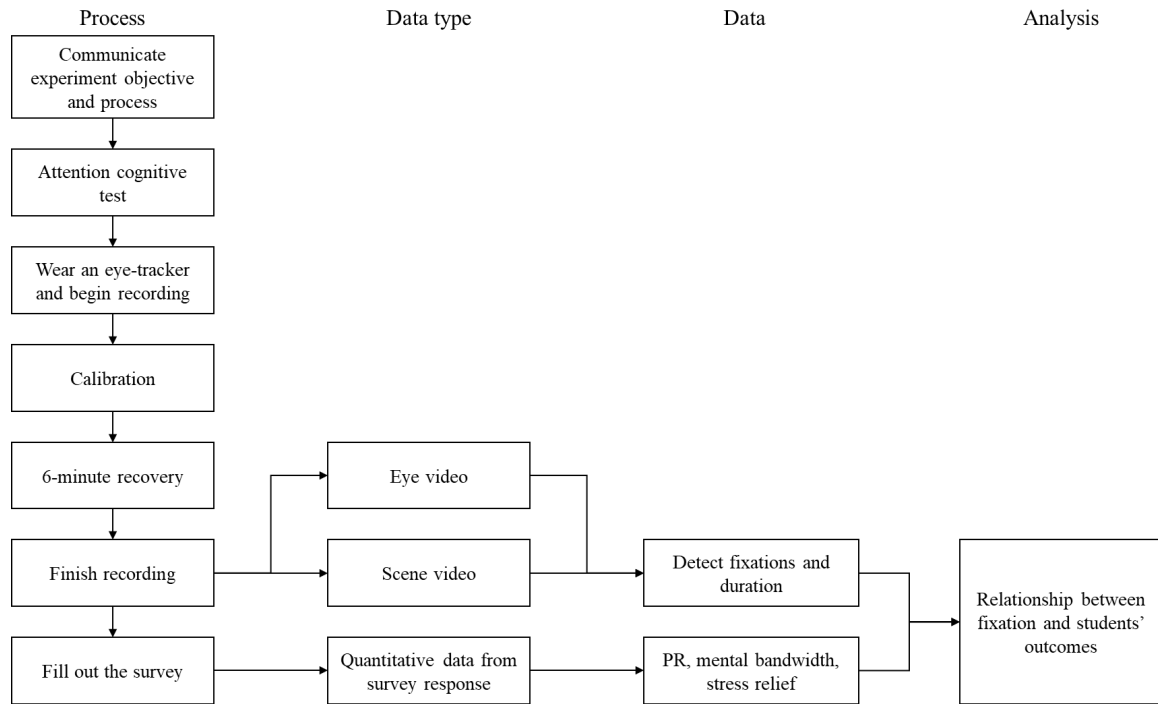 Process
Data type
Data
Analysis
Communicate
experiment objective
and process
Attention cognitive
test
Wear an eye-tracker
and begin recording
Calibration
6-minute recovery
Eye video
Finish recording
Scene video
Detect fixations and
duration
Relationship between
fixation and students’
outcomes
Fill out the survey
Quantitative data from
survey response
PR, mental bandwidth,
stress relief